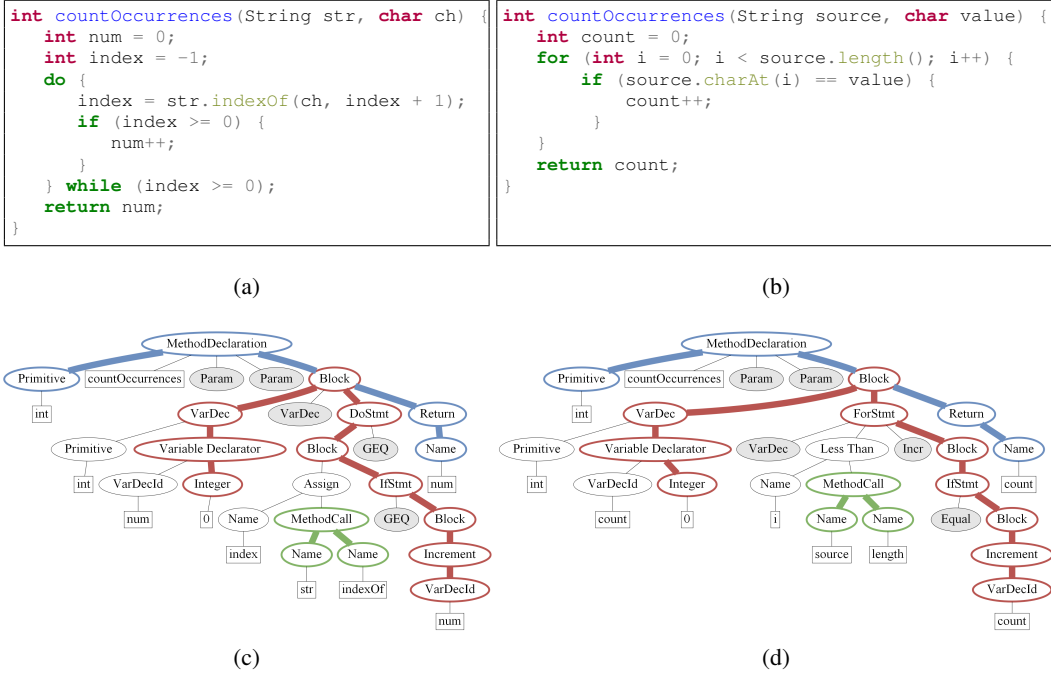 int countOccurrences(String str, char ch) {
int num = 0;
int index = -1;
do {
index = str.indexOf(ch, index + 1);
if (index >= 0) {
num++;
}
} while (index >= 0);
return num;
}
int countOccurrences(String source, char value) {
int count = 0;
for (int i = 0; i < source.length(); i++) {
if (source.charAt(i) == value) {
count++;
}
}
return count;
}
(a)
(b)
MethodDeclaration
Primitive countOccurrences Param Param Block
int VarDec VarDec DoStmt Return
Primitive Variable Declarator Block GEQ Name
int VarDecId Integer Assign IfStmt num
num 0 Name MethodCall GEQ Block
index Name Name Increment
str indexOf VarDecId
num
(c)
MethodDeclaration
Primitive countOccurrences Param Param Block
int VarDec ForStmt Return
Primitive Variable Declarator VarDec Less Than Incr Block Name
int VarDecId Integer Name MethodCall IfStmt count
count 0 i Name Name Equal Block
source length Increment
VarDecId
count
(d)